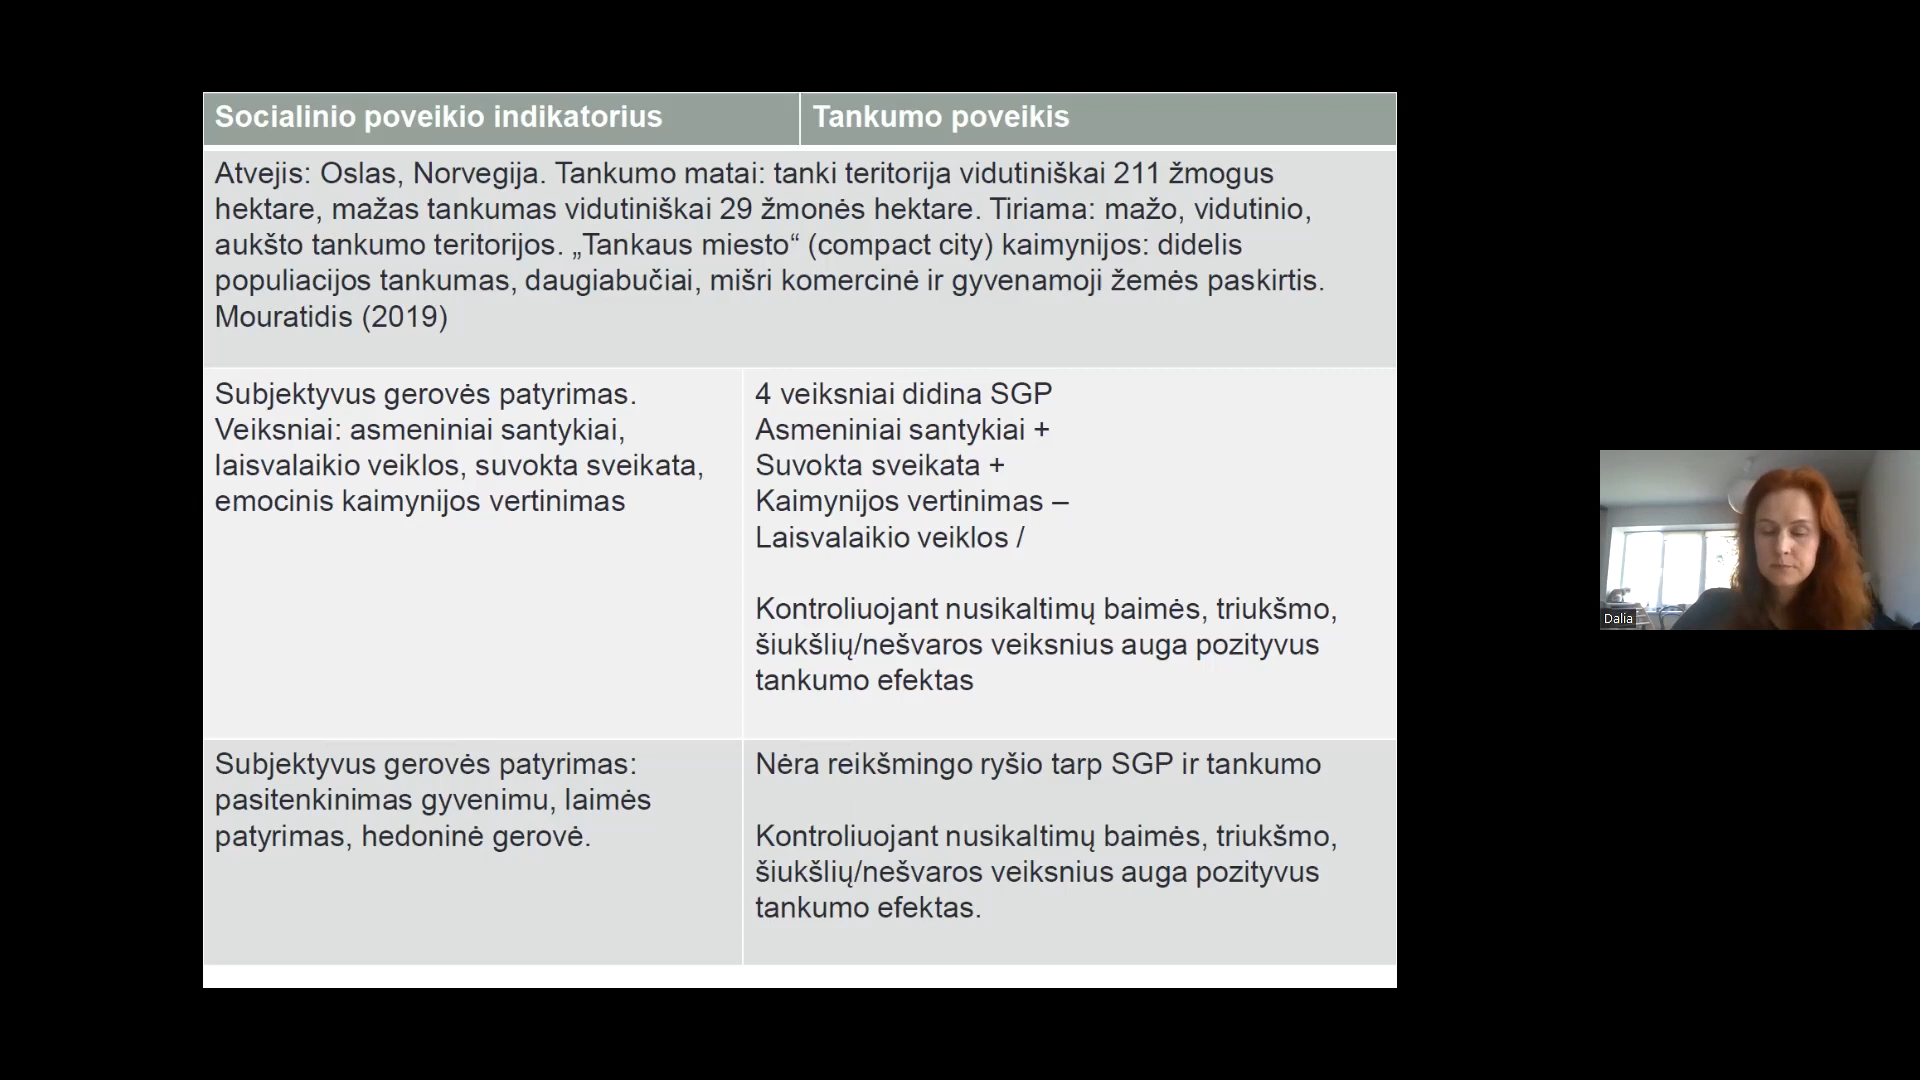 Socialinio poveikio indikatorius
Tankumo poveikis
Atvejis: Oslas, Norvegija. Tankumo matai: tanki teritorija vidutiniškai 211 žmogus
hektare, mažas tankumas vidutiniškai 29 žmonės hektare. Tiriama: mažo, vidutinio,
aukšto tankumo teritorijos. „Tankaus miesto“ (compact city) kaimynijos: didelis
populiacijos tankumas, daugiabučiai, mišri komercinė ir gyvenamoji žemės paskirtis.
Mouratidis (2019)
Subjektyvus gerovės patyrimas.
Veiksniai: asmeniniai santykiai,
laisvalaikio veiklos, suvokta sveikata,
emocinis kaimynijos vertinimas
4 veiksniai didina SGP
Asmeniniai santykiai +
Suvokta sveikata +
Kaimynijos vertinimas –
Laisvalaikio veiklos /
Kontroliuojant nusikaltimų baimės, triukšmo,
šiukšlių/nešvaros veiksnius auga pozityvus
tankumo efektas
Subjektyvus gerovės patyrimas:
pasitenkinimas gyvenimu, laimės
patyrimas, hedoninė gerovė.
Nėra reikšmingo ryšio tarp SGP ir tankumo
Kontroliuojant nusikaltimų baimės, triukšmo,
šiukšlių/nešvaros veiksnius auga pozityvus
tankumo efektas.
Dalia